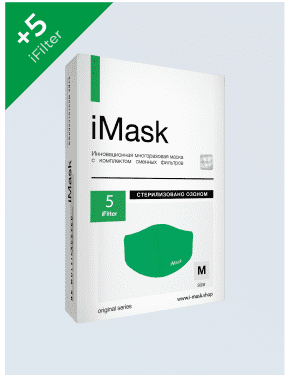 +5
iFilter
iMask
Инновационная многоразовая маска
с комплектом сменных фильтров
СТЕРИЛИЗОВАНО ОЗОНОМ
5
iFilter
iMask
M
size
original series
www.i-mask.shop
iMask